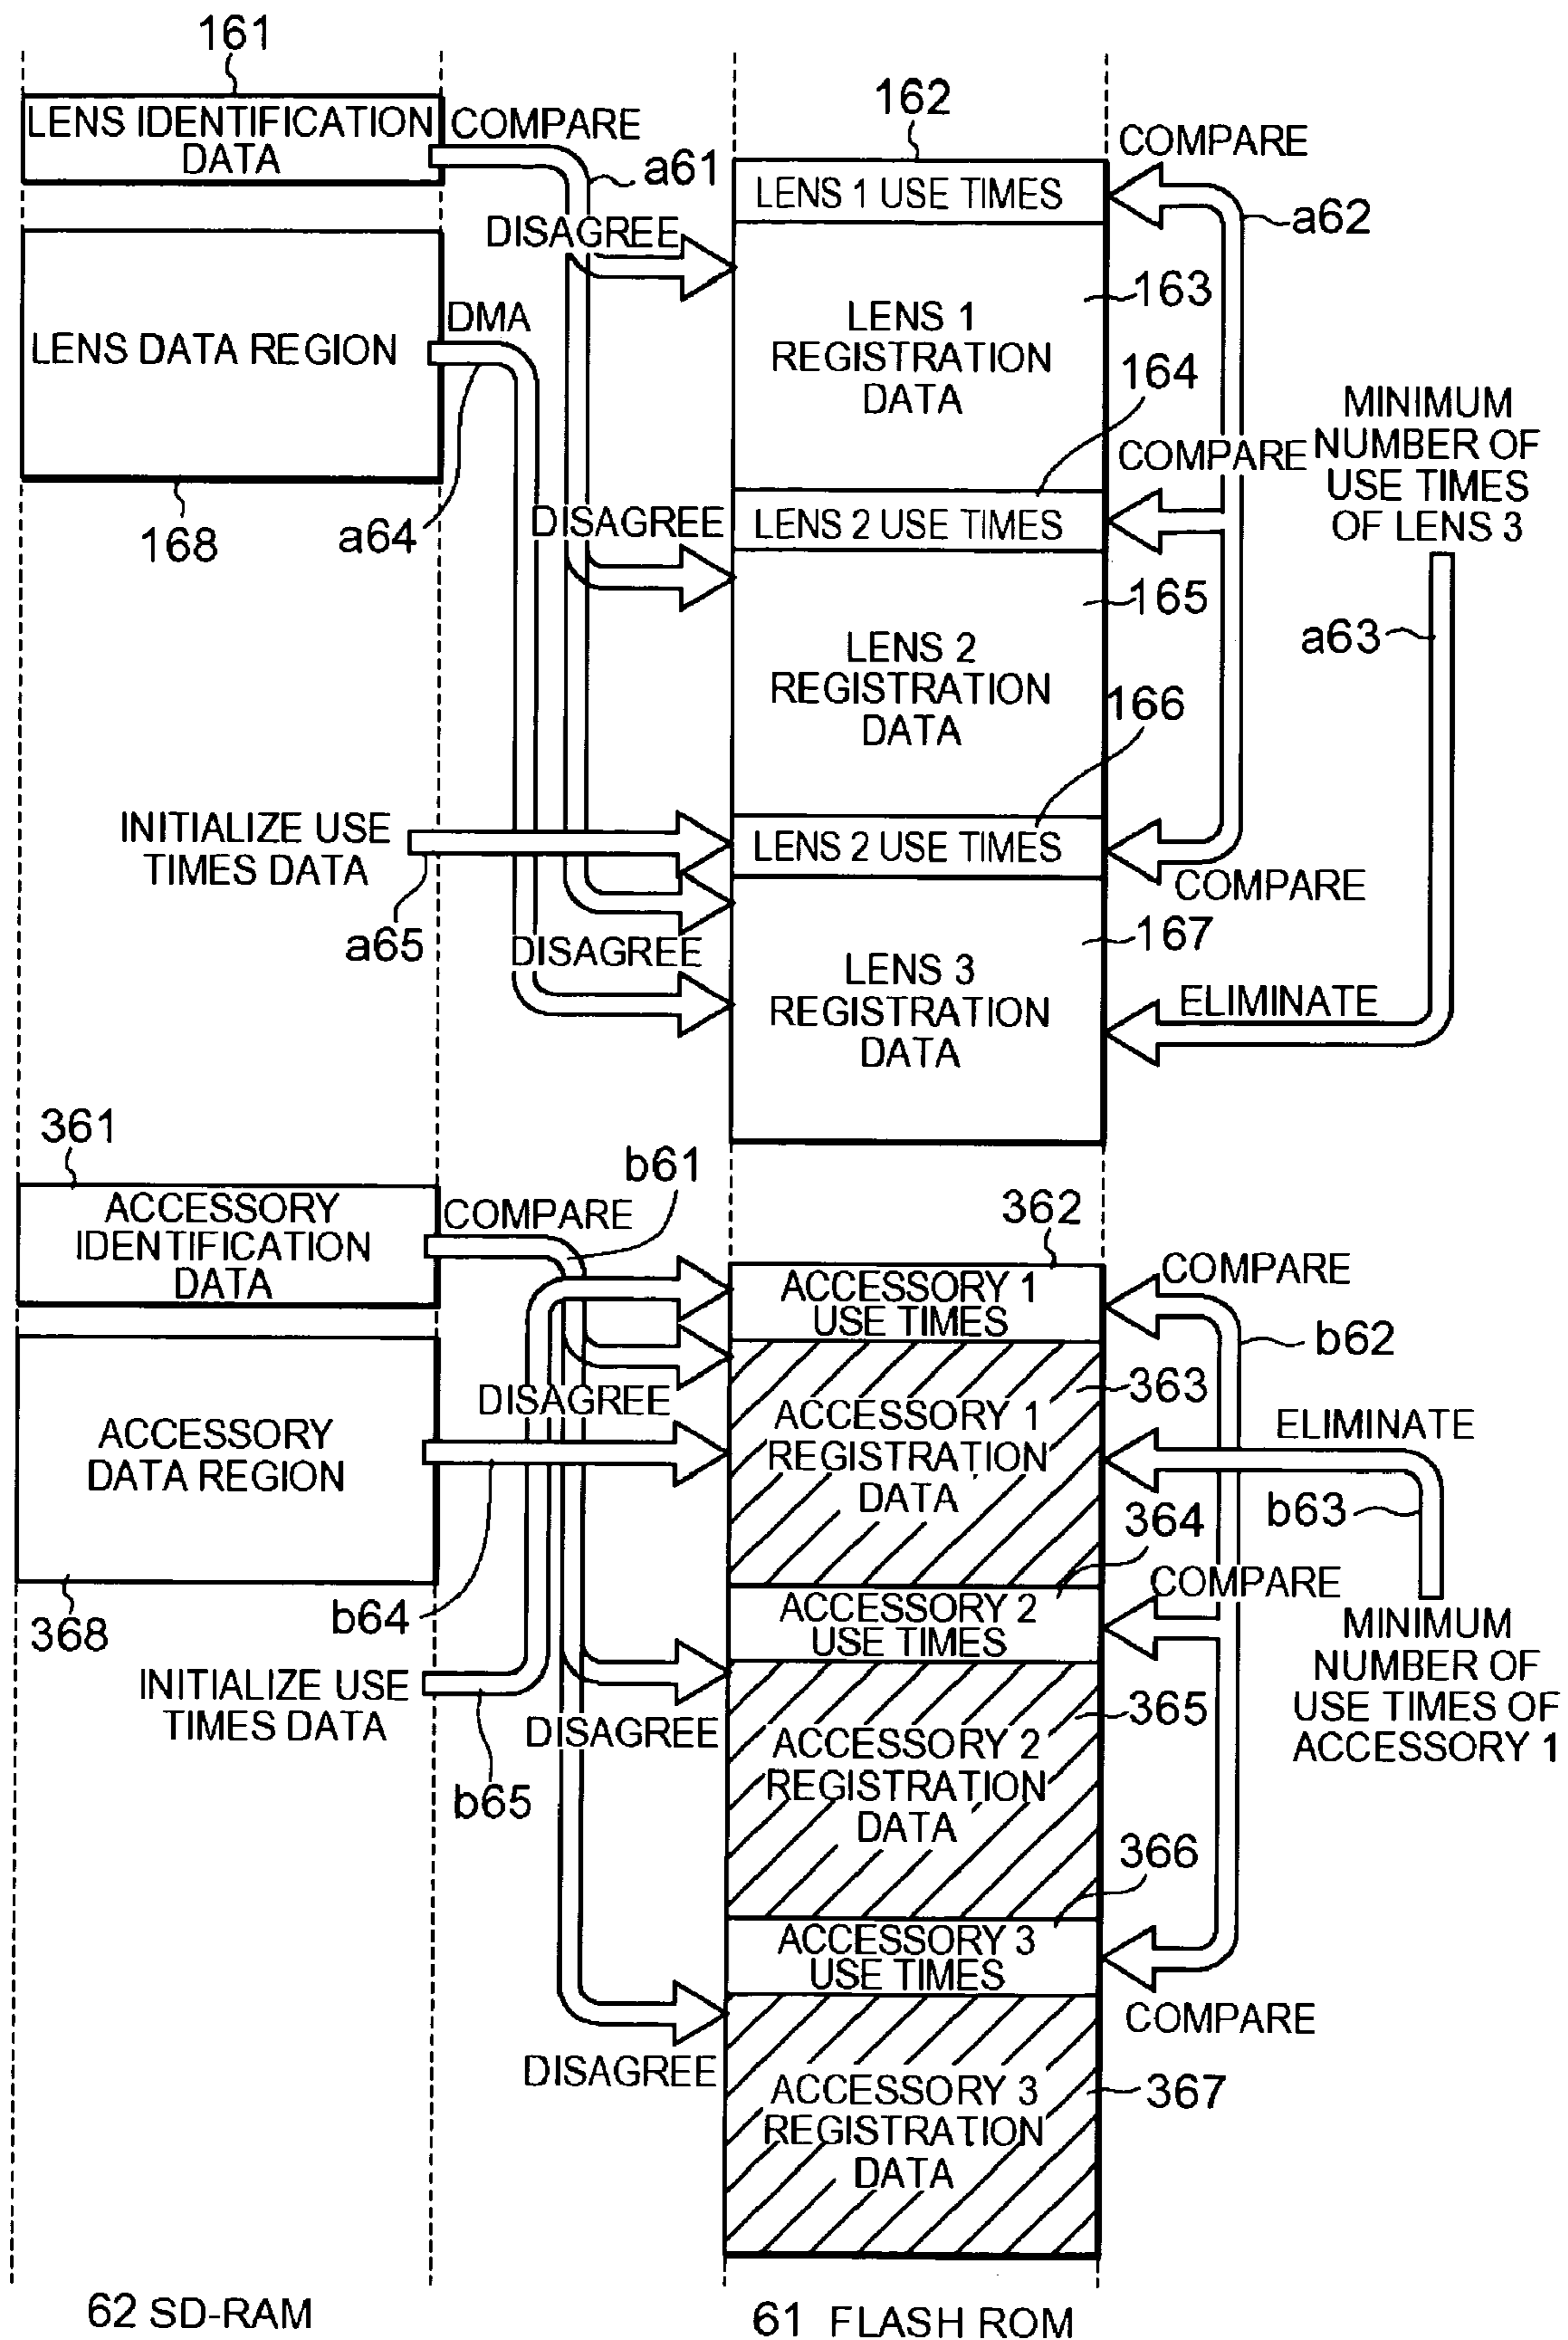 161
LENS IDENTIFICATION
DATA
COMPARE
a61
162
COMPARE
LENS 1 USE TIMES
a62
DISAGREE
LENS DATA REGION
DMA
163
LENS 1
REGISTRATION
DATA
164
MINIMUM
NUMBER OF
USE TIMES
OF LENS 3
COMPARE
168
a64
DISAGREE
LENS 2 USE TIMES
165
a63
LENS 2
REGISTRATION
DATA
166
INITIALIZE USE
TIMES DATA
LENS 2 USE TIMES
COMPARE
a65
DISAGREE
167
LENS 3
REGISTRATION
DATA
ELIMINATE
361
ACCESSORY
IDENTIFICATION
DATA
COMPARE
b61
362
COMPARE
ACCESSORY 1
USE TIMES
b62
DISAGREE
363
ACCESSORY
DATA REGION
ACCESSORY 1
REGISTRATION
DATA
ELIMINATE
b63
364
368
b64
COMPARE
ACCESSORY 2
USE TIMES
MINIMUM
NUMBER OF
USE TIMES OF
ACCESSORY 1
INITIALIZE USE
TIMES DATA
b65
DISAGREE
365
ACCESSORY 2
REGISTRATION
DATA
366
ACCESSORY 3
USE TIMES
COMPARE
DISAGREE
367
ACCESSORY 3
REGISTRATION
DATA
62 SD-RAM
61 FLASH ROM